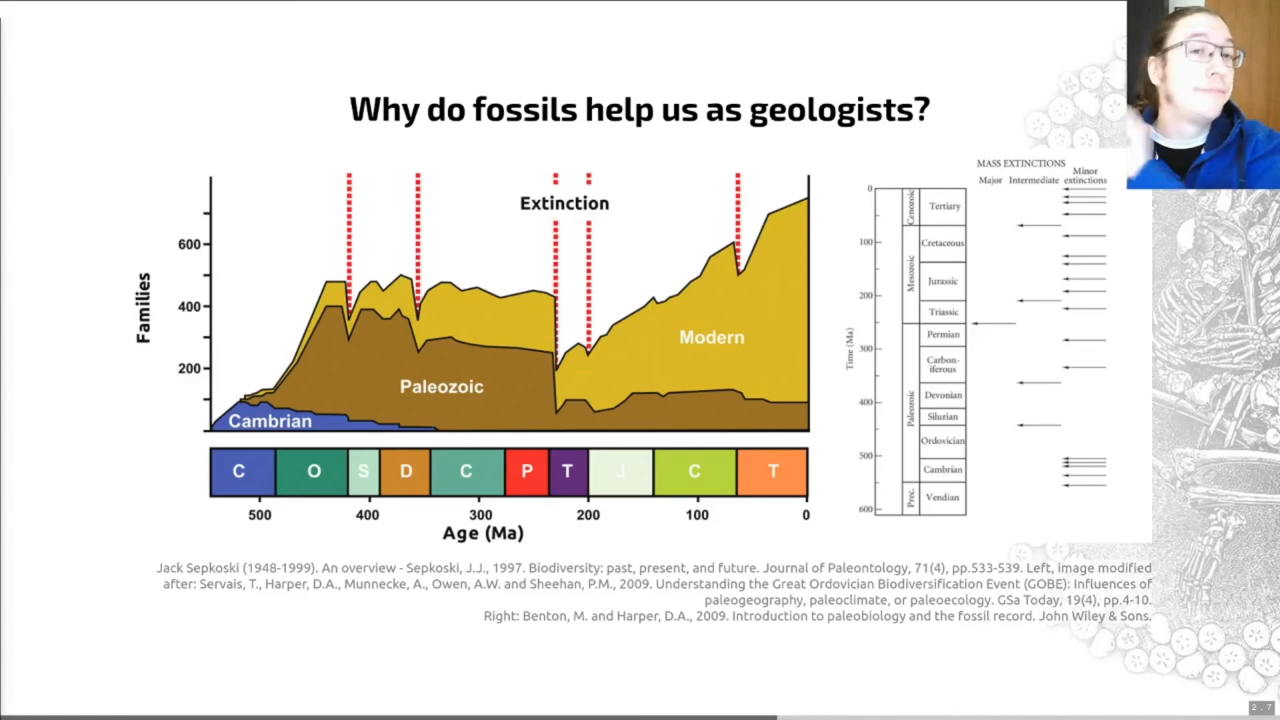 Why do fossils help us as geologists?
Extinction
Families
600
400
200
Modern
Paleozoic
Cambrian
C O S D C P T J C T
500 400 300 200 100 0
Age (Ma)
MASS EXTINCTIONS
Major Intermediate Minor extinctions
Time (Ma)
0
100
200
300
400
500
600
Cenozoic
Mesozoic
Paleozoic
Prec.
Tertiary
Cretaceous
Jurassic
Triassic
Permian
Carbon-
iferous
Devonian
Silurian
Ordovician
Cambrian
Vendian
Jack Sepkoski (1948-1999). An overview - Sepkoski, J.J., 1997. Biodiversity: past, present, and future. Journal of Paleontology, 71(4), pp.533-539. Left, image modified
after: Servais, T., Harper, D.A., Munnecke, A., Owen, A.W. and Sheehan, P.M., 2009. Understanding the Great Ordovician Biodiversification Event (GOBE): Influences of
paleogeography, paleoclimate, or paleoecology. GSa Today, 19(4), pp.4-10.
Right: Benton, M. and Harper, D.A., 2009. Introduction to paleobiology and the fossil record. John Wiley & Sons.
2.7